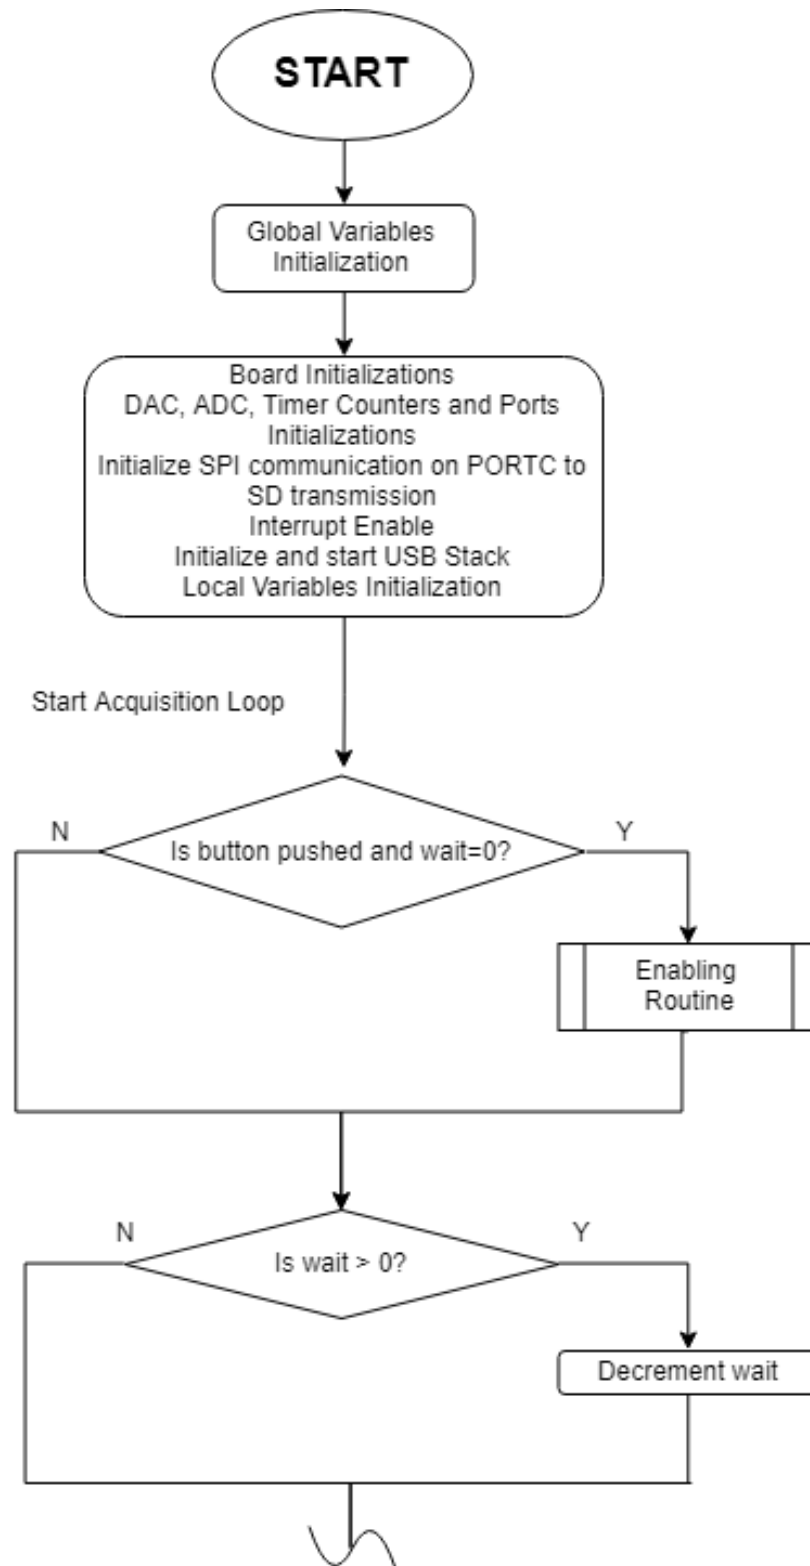 START
Global Variables
Initialization
Board Initializations
DAC, ADC, Timer Counters and Ports
Initializations
Initialize SPI communication on PORTC to
SD transmission
Interrupt Enable
Initialize and start USB Stack
Local Variables Initialization
Start Acquisition Loop
N
Is button pushed and wait=0?
Y
Enabling
Routine
N
Is wait > 0?
Y
Decrement wait